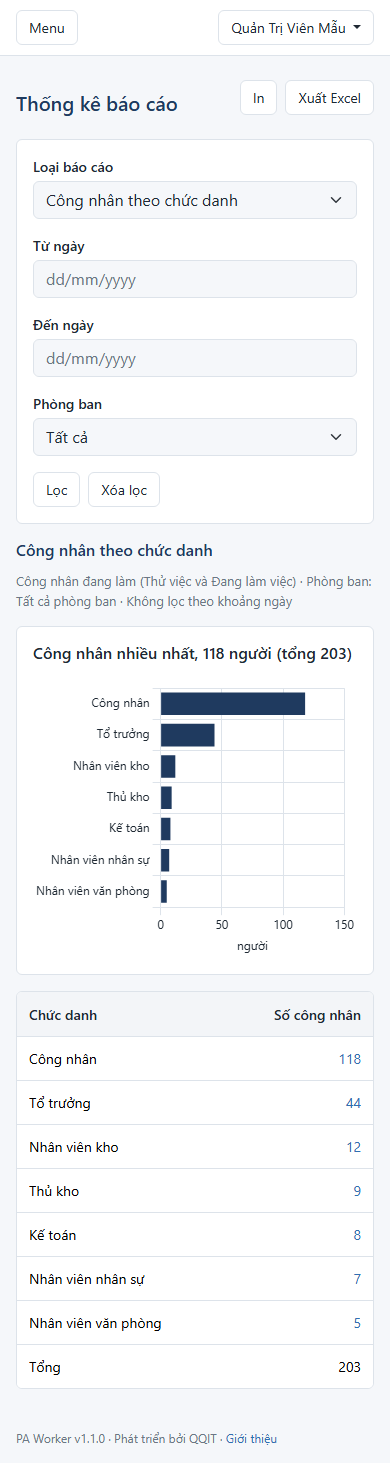 Menu
Quản Trị Viên Mẫu
Thống kê báo cáo
In
Xuất Excel
Loại báo cáo
Công nhân theo chức danh
Từ ngày
dd/mm/yyyy
Đến ngày
dd/mm/yyyy
Phòng ban
Tất cả
Lọc
Xóa lọc
Công nhân theo chức danh
Công nhân đang làm (Thử việc và Đang làm việc) · Phòng ban:
Tất cả phòng ban · Không lọc theo khoảng ngày
Công nhân nhiều nhất, 118 người (tổng 203)
Công nhân
Tổ trưởng
Nhân viên kho
Thủ kho
Kế toán
Nhân viên nhân sự
Nhân viên văn phòng
0 50 100 150
người
Chức danh Số công nhân
Công nhân 118
Tổ trưởng 44
Nhân viên kho 12
Thủ kho 9
Kế toán 8
Nhân viên nhân sự 7
Nhân viên văn phòng 5
Tổng 203
PA Worker v1.1.0 · Phát triển bởi QQIT · Giới thiệu